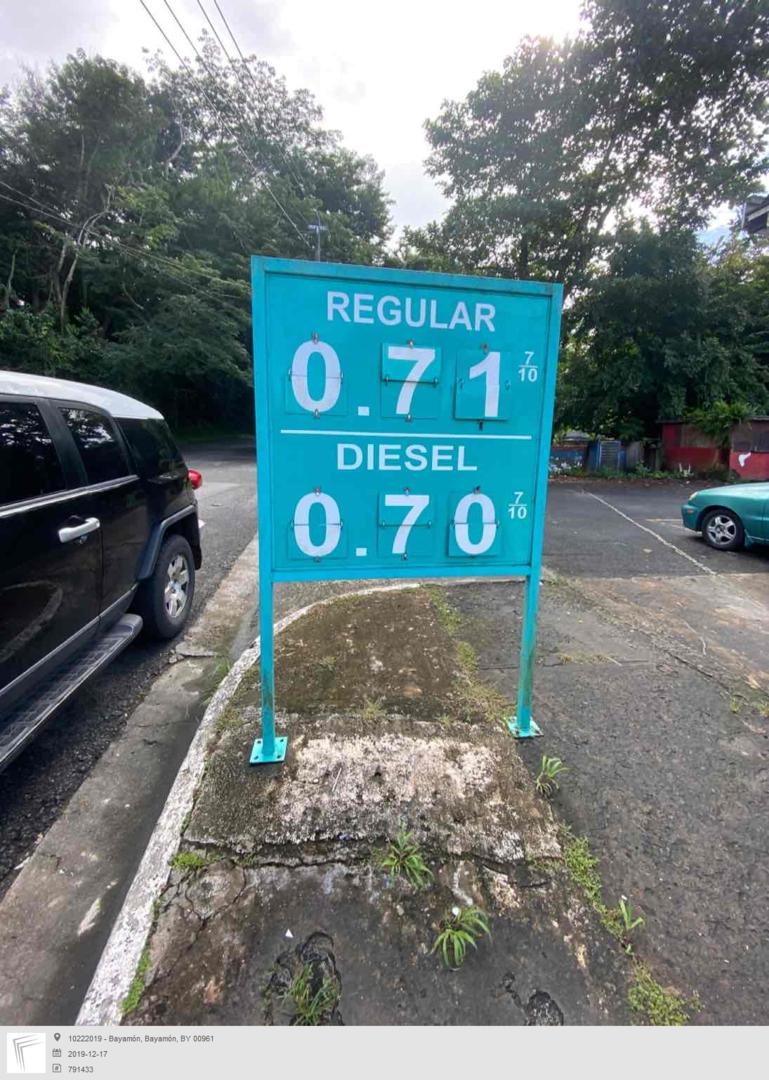 REGULAR
0.71 7/10
DIESEL
0.70 7/10
10222019 - Bayamón, Bayamón, BY 00961
2019-12-17
791433